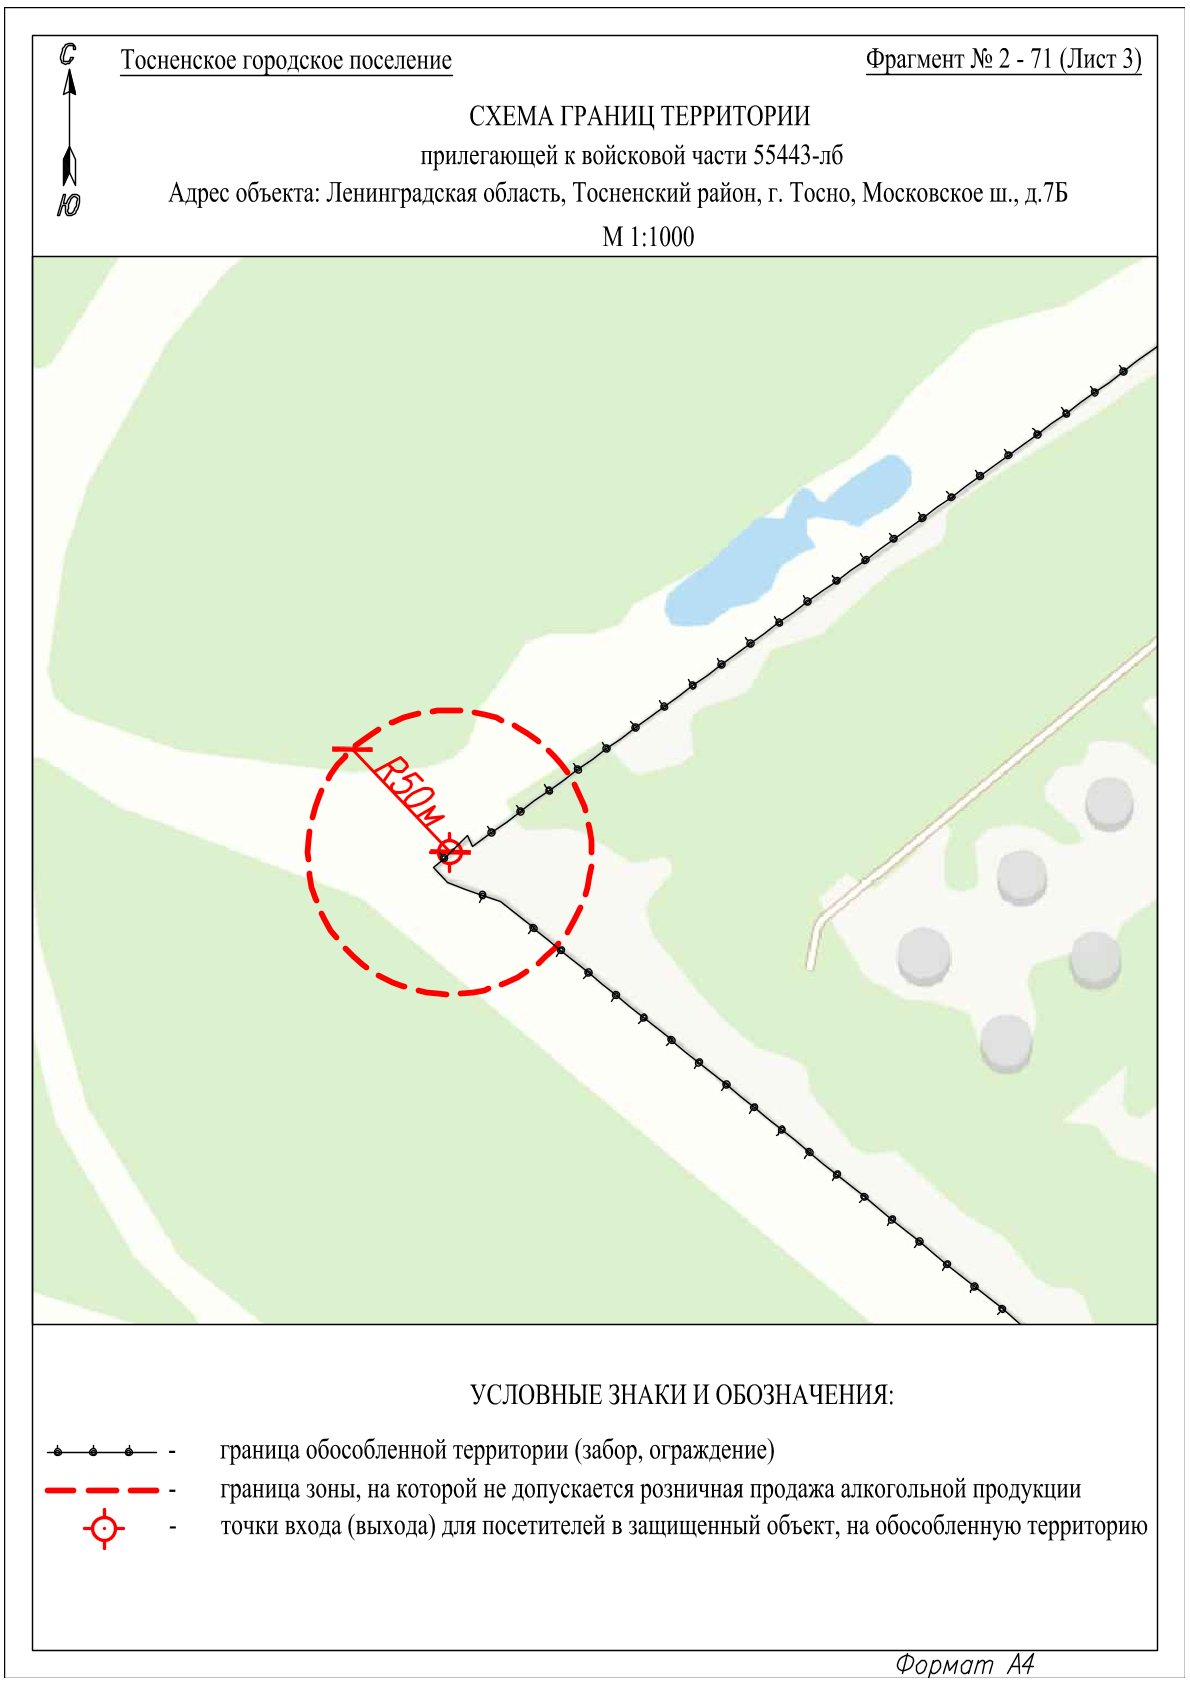 С
Тосненское городское поселение
Фрагмент № 2 - 71 (Лист 3)
СХЕМА ГРАНИЦ ТЕРРИТОРИИ
прилегающей к войсковой части 55443-лб
Адрес объекта: Ленинградская область, Тосненский район, г. Тосно, Московское ш., д.7Б
Ю
М 1:1000
R50м
УСЛОВНЫЕ ЗНАКИ И ОБОЗНАЧЕНИЯ:
- граница обособленной территории (забор, ограждение)
- граница зоны, на которой не допускается розничная продажа алкогольной продукции
- точки входа (выхода) для посетителей в защищенный объект, на обособленную территорию
Формат А4